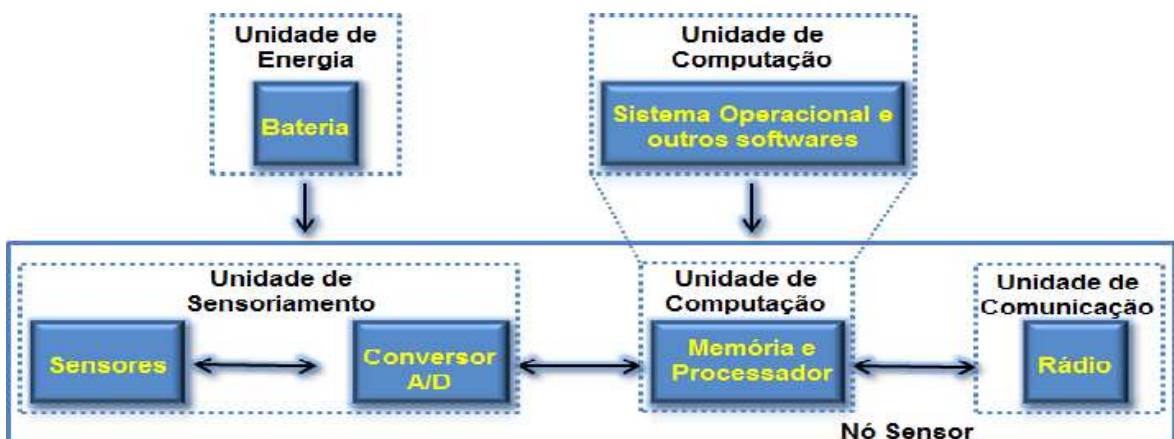 Unidade de
Energia
Bateria
Unidade de
Computação
Sistema Operacional e
outros softwares
Unidade de
Sensoriamento
Sensores
Conversor
A/D
Unidade de
Computação
Memória e
Processador
Unidade de
Comunicação
Rádio
Nó Sensor